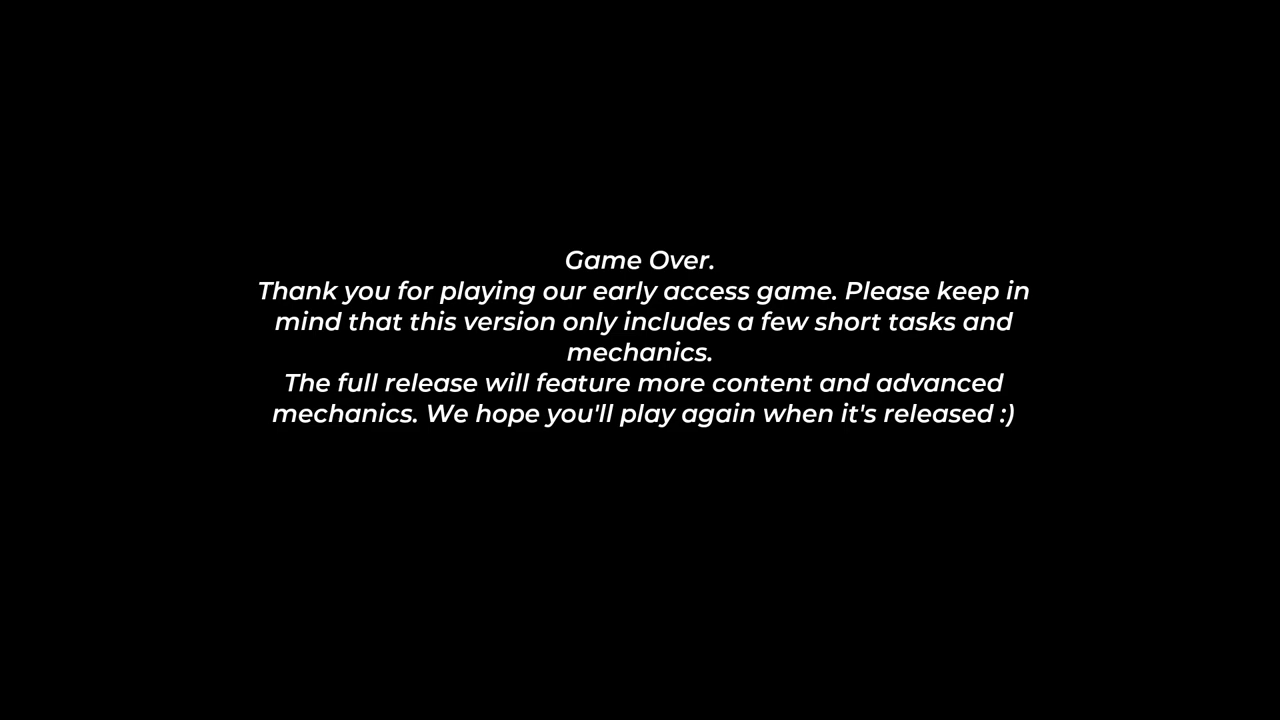 Game Over.
Thank you for playing our early access game. Please keep in
mind that this version only includes a few short tasks and
mechanics.
The full release will feature more content and advanced
mechanics. We hope you'll play again when it's released :)